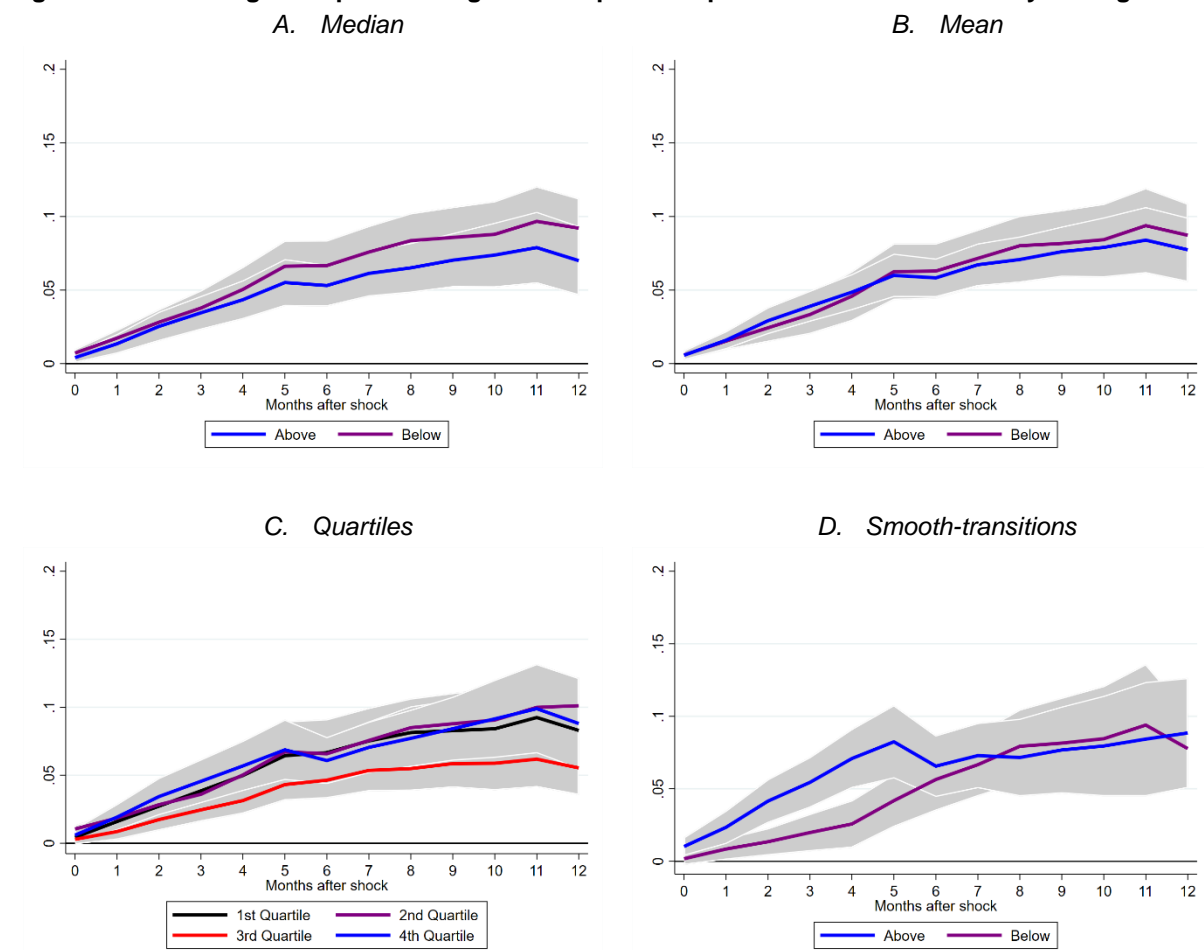 A. Median
B. Mean
.2
.15
.1
.05
0
0 1 2 3 4 5 6 7 8 9 10 11 12
Months after shock
Above Below
.2
.15
.1
.05
0
0 1 2 3 4 5 6 7 8 9 10 11 12
Months after shock
Above Below
C. Quartiles
D. Smooth-transitions
.2
.15
.1
.05
0
0 1 2 3 4 5 6 7 8 9 10 11 12
Months after shock
1st Quartile 2nd Quartile
3rd Quartile 4th Quartile
.2
.15
.1
.05
0
0 1 2 3 4 5 6 7 8 9 10 11 12
Months after shock
Above Below